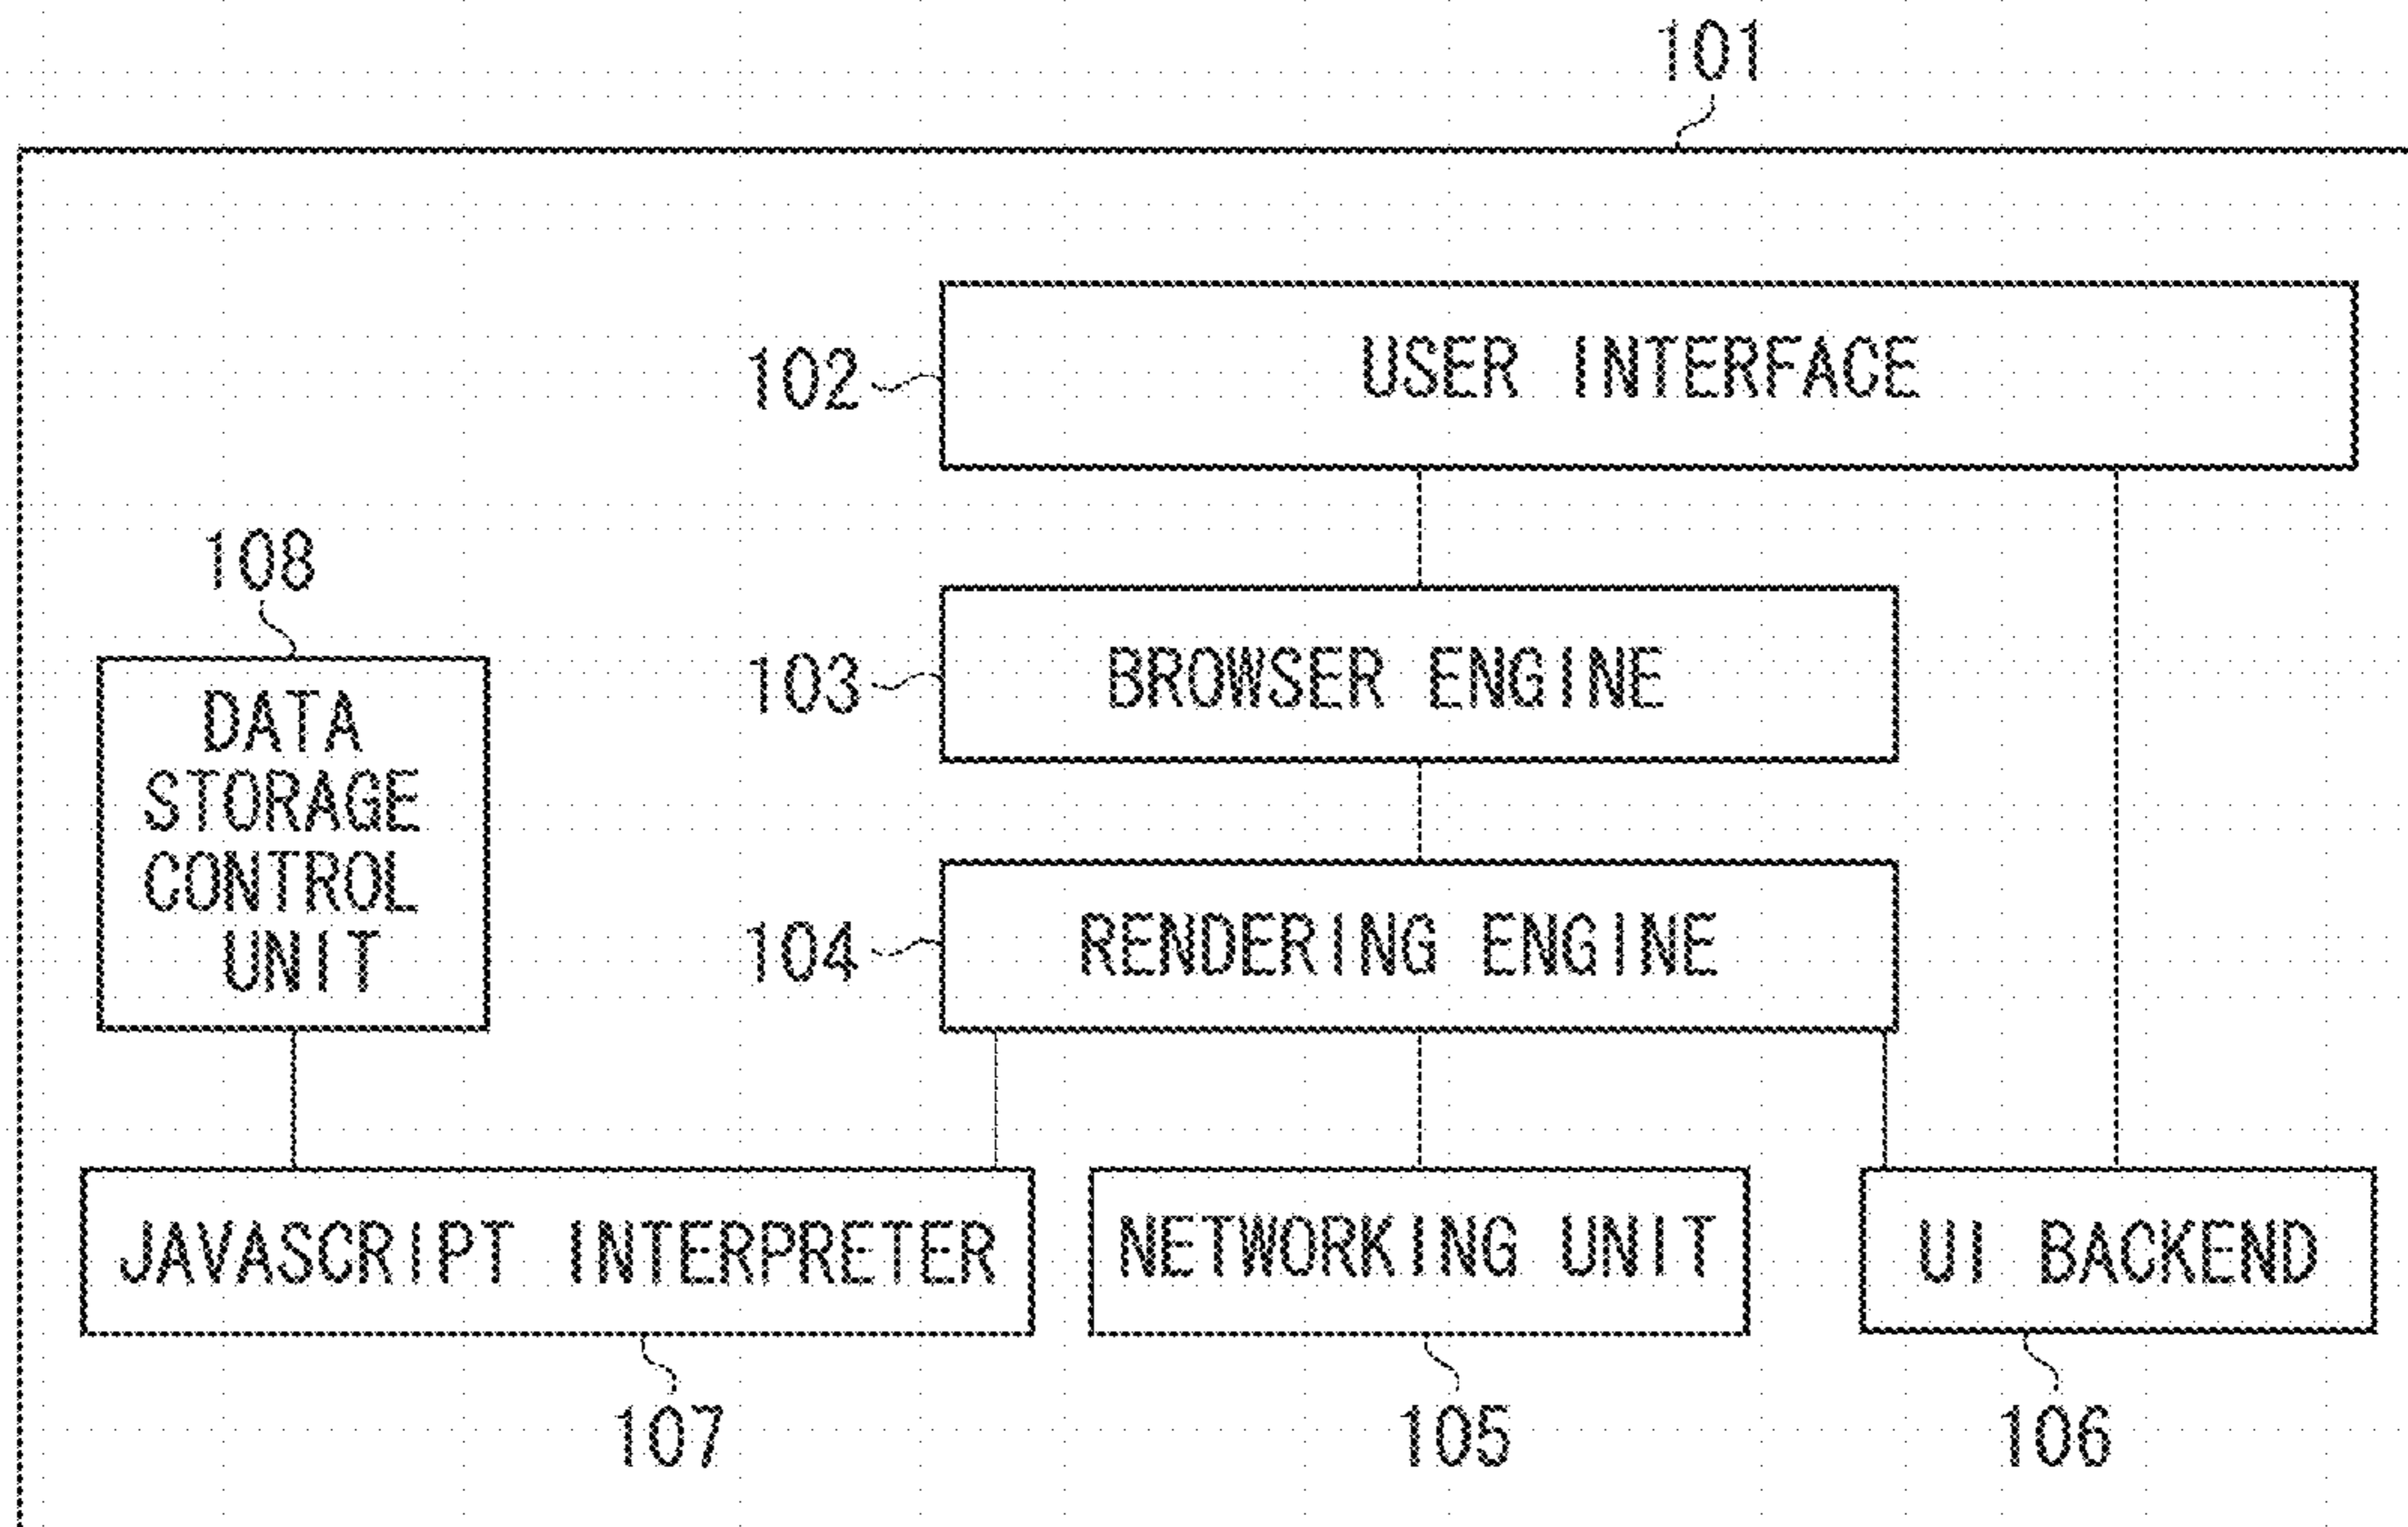 101
102
USER INTERFACE
108
103
BROWSER ENGINE
DATA
STORAGE
CONTROL
UNIT
104
RENDERING ENGINE
JAVASCRIPT INTERPRETER
NETWORKING UNIT
UI BACKEND
107
105
106